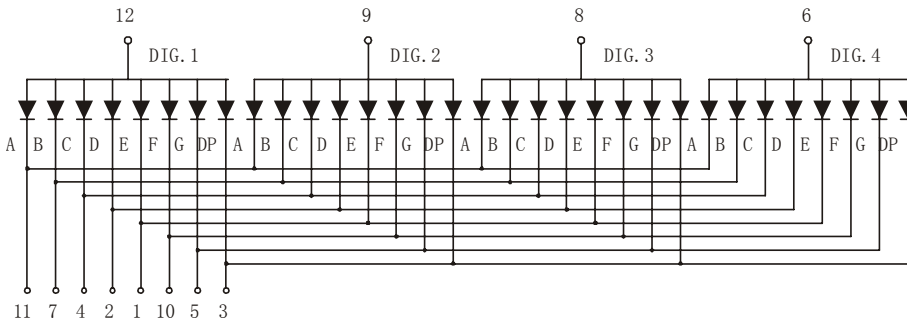 12 9 8 6
DIG.1 DIG.2 DIG.3 DIG.4
A B C D E F G DP A B C D E F G DP A B C D E F G DP A B C D E F G DP
11 7 4 2 1 10 5 3